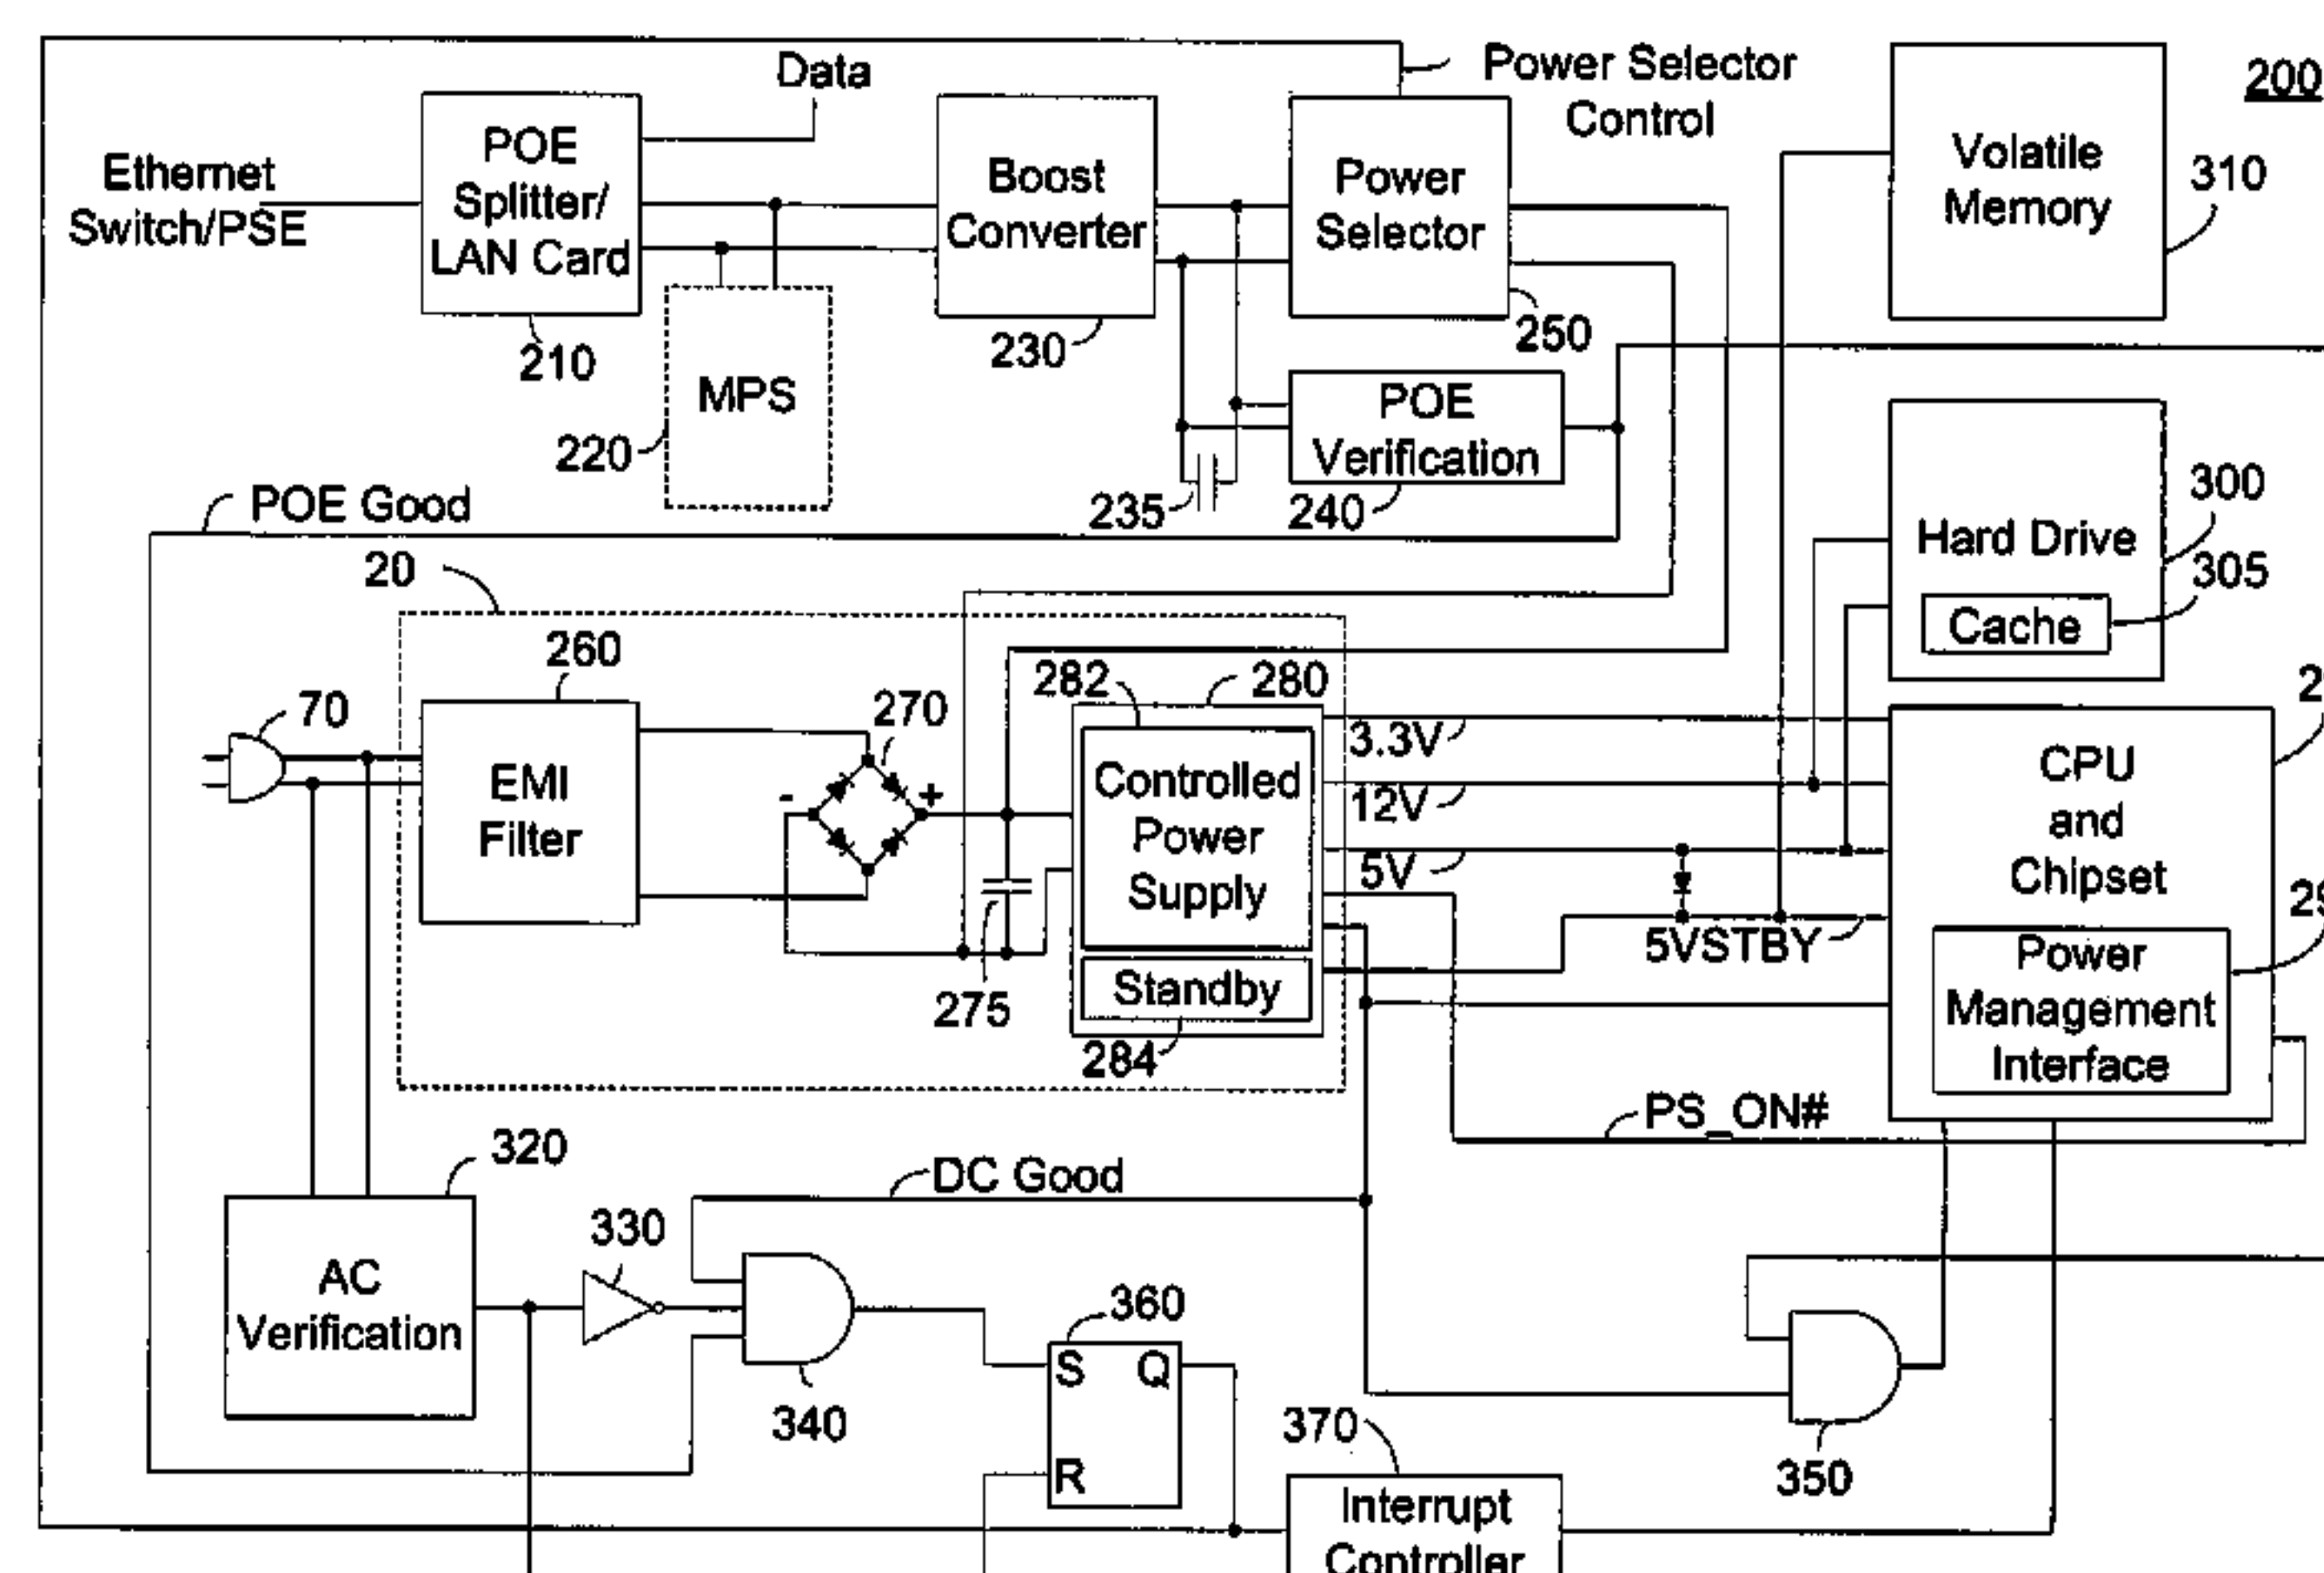 Data
Power Selector
Control
200
Ethernet
Switch/PSE
POE
Splitter/
LAN Card
210
Boost
Converter
230
Power
Selector
250
Volatile
Memory
310
MPS
220
235
POE
Verification
240
POE Good
20
Hard Drive
300
Cache
305
260
70
EMI
Filter
270
-
+
275
282
280
Controlled
Power
Supply
Standby
284
3.3V
12V
5V
5VSTBY
CPU
and
Chipset
Power
Management
Interface
PS_ON#
DC Good
320
AC
Verification
330
340
360
S
Q
R
350
370
Interrupt
Controller